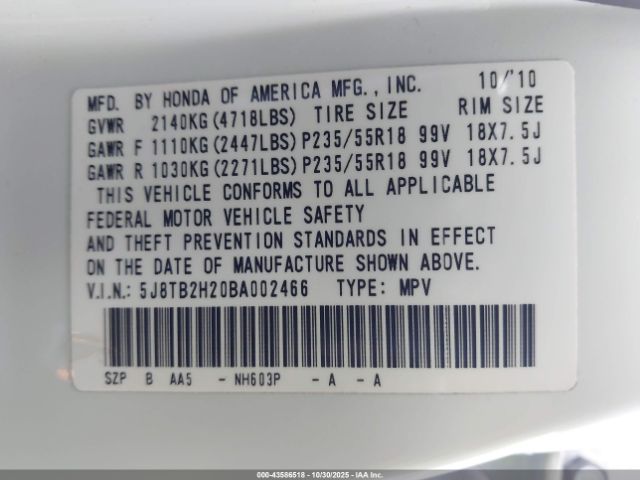 MFD. BY HONDA OF AMERICA MFG., INC. 10/'10
GVWR 2140KG(4718LBS) TIRE SIZE RIM SIZE
GAWR F 1110KG(2447LBS)P235/55R18 99V 18X7.5J
GAWR R 1030KG(2271LBS)P235/55R18 99V 18X7.5J
THIS VEHICLE CONFORMS TO ALL APPLICABLE
FEDERAL MOTOR VEHICLE SAFETY
AND THEFT PREVENTION STANDARDS IN EFFECT
ON THE DATE OF MANUFACTURE SHOWN ABOVE.
V.I.N.: 5J8TB2H20BA002466 TYPE: MPV
SZP B AA5 - NH603P - A - A
000-43586518 - 10/30/2025 - IAAI.com